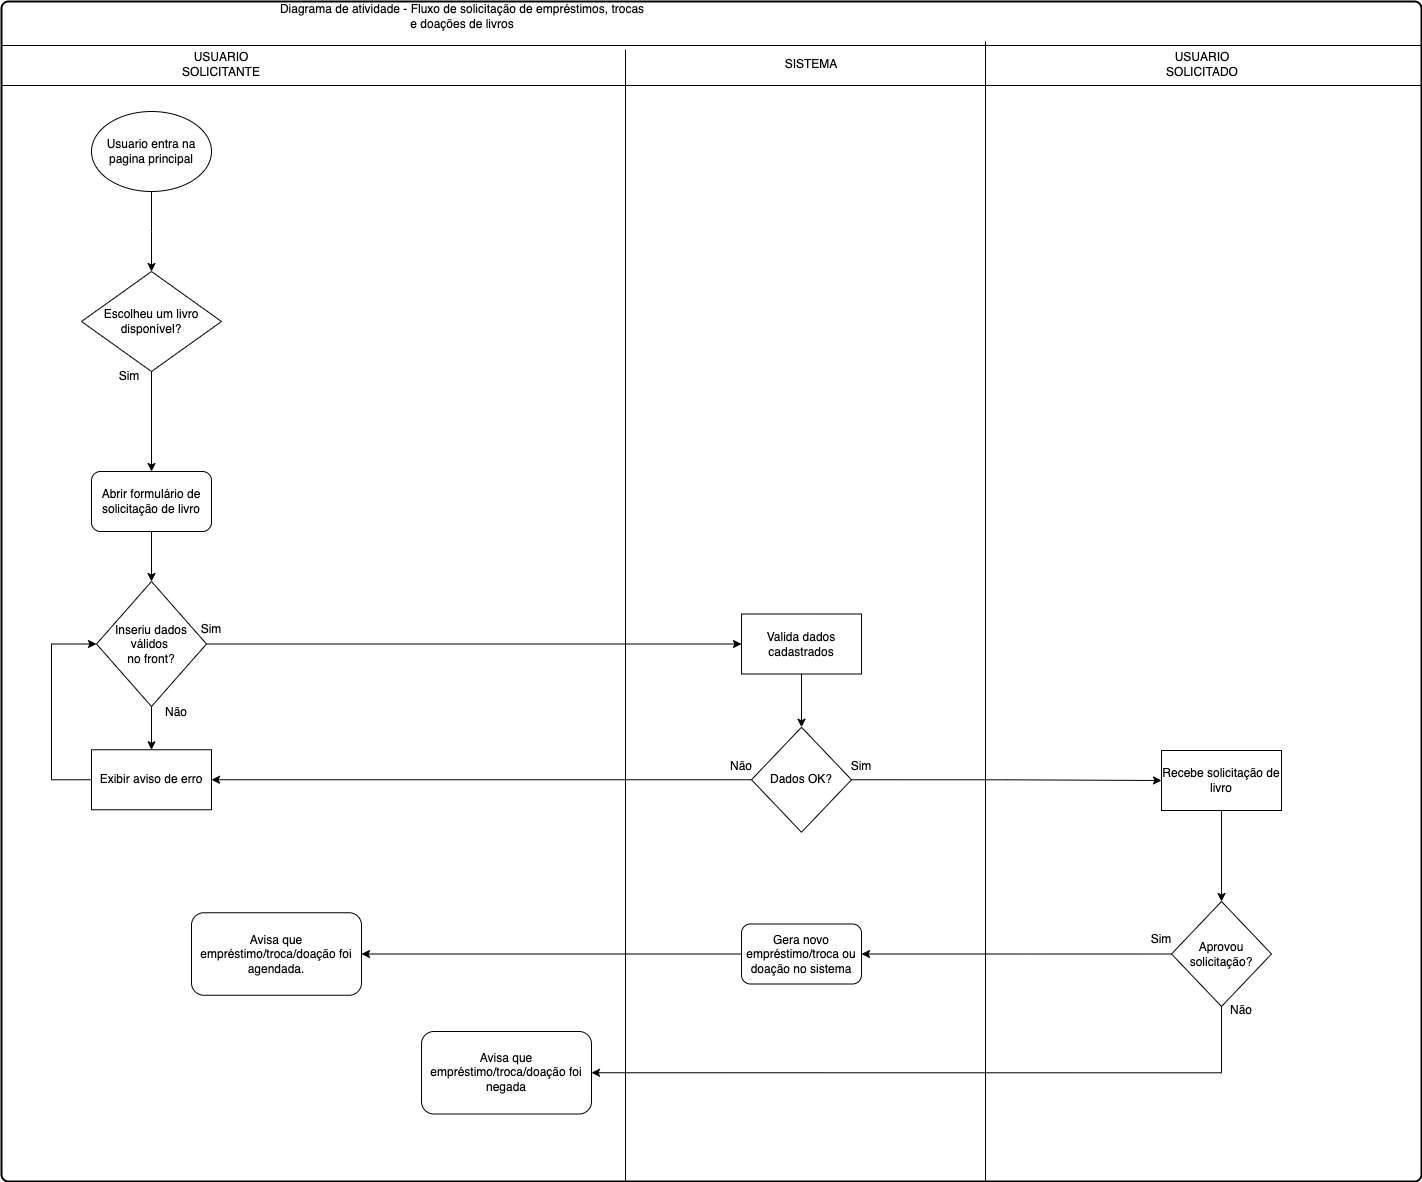 Diagrama de atividade - Fluxo de solicitação de empréstimos, trocas
e doações de livros
USUARIO
SOLICITANTE
SISTEMA
USUARIO
SOLICITADO
Usuario entra na
pagina principal
Escolheu um livro
disponível?
Sim
Abrir formulário de
solicitação de livro
Inseriu dados
válidos
no front?
Sim
Não
Valida dados
cadastrados
Exibir aviso de erro
Não
Dados OK?
Sim
Recebe solicitação de
livro
Avisa que
empréstimo/troca/doação foi
agendada.
Gera novo
empréstimo/troca ou
doação no sistema
Sim
Aprovou
solicitação?
Não
Avisa que
empréstimo/troca/doação foi
negada